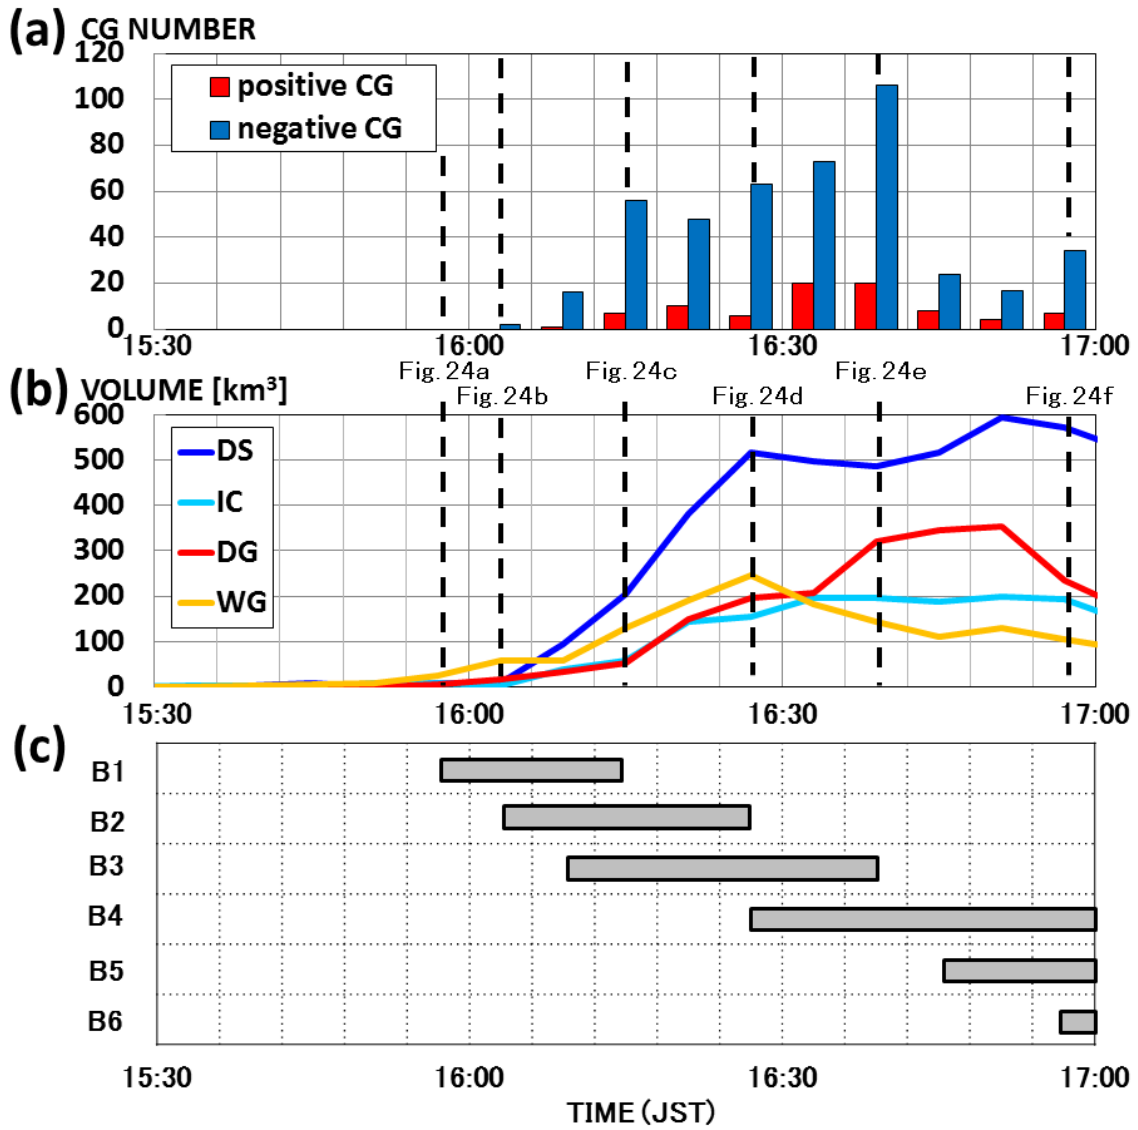 (a) CG NUMBER
120
100
80
60
40
20
0
positive CG
negative CG
15:30 16:00 16:30 17:00
Fig. 24a Fig. 24c Fig. 24e
Fig. 24b Fig. 24d Fig. 24f
(b) VOLUME [km³]
600
500
400
300
200
100
0
DS
IC
DG
WG
15:30 16:00 16:30 17:00
(c)
B1
B2
B3
B4
B5
B6
15:30 16:00 16:30 17:00
TIME (JST)